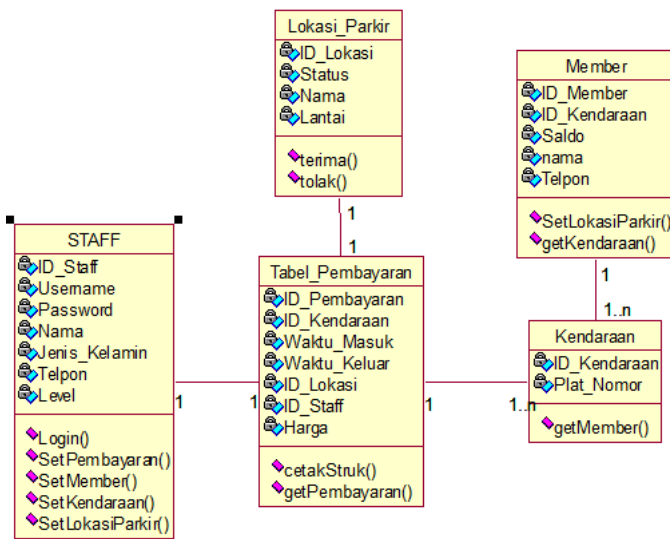 Lokasi_Parkir
ID_Lokasi
Status
Nama
Lantai
terima()
tolak()
1
1
Member
ID_Member
ID_Kendaraan
Saldo
nama
Telpon
SetLokasiParkir()
getKendaraan()
1
1..n
STAFF
ID_Staff
Username
Password
Nama
Jenis_Kelamin
Telpon
Level
Login()
SetPembayaran()
SetMember()
SetKendaraan()
SetLokasiParkir()
1
1
Tabel_Pembayaran
ID_Pembayaran
ID_Kendaraan
Waktu_Masuk
Waktu_Keluar
ID_Lokasi
ID_Staff
Harga
cetakStruk()
getPembayaran()
1
1..n
Kendaraan
ID_Kendaraan
Plat_Nomor
getMember()